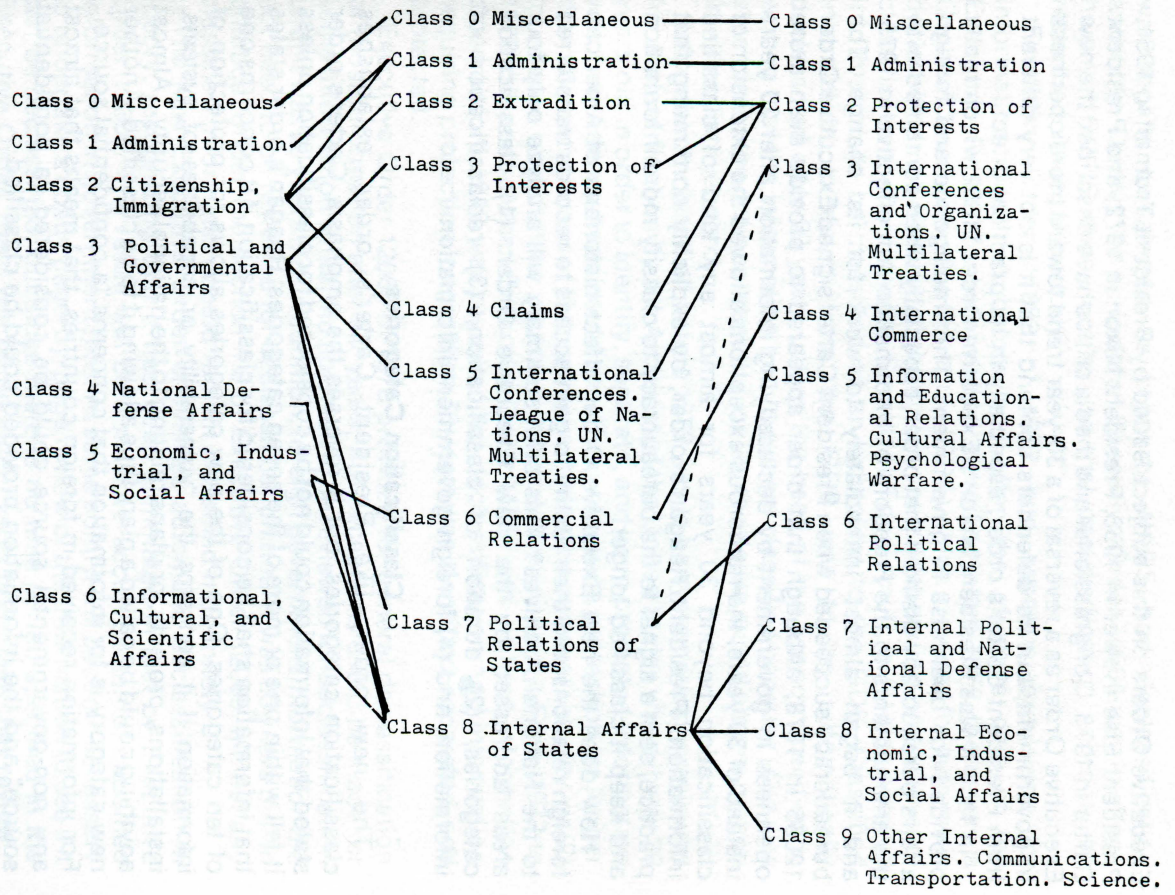 Class 0 Miscellaneous
Class 1 Administration
Class 2 Citizenship,
Immigration
Class 3 Political and
Governmental
Affairs
Class 4 National De-
fense Affairs
Class 5 Economic, Indus-
trial, and
Social Affairs
Class 6 Informational,
Cultural, and
Scientific
Affairs
Class 0 Miscellaneous
Class 1 Administration
Class 2 Extradition
Class 3 Protection of
Interests
Class 4 Claims
Class 5 International
Conferences.
League of Na-
tions. UN.
Multilateral
Treaties.
Class 6 Commercial
Relations
Class 7 Political
Relations of
States
Class 8 Internal Affairs
of States
Class 0 Miscellaneous
Class 1 Administration
Class 2 Protection of
Interests
Class 3 International
Conferences
and Organiza-
tions. UN.
Multilateral
Treaties.
Class 4 International
Commerce
Class 5 Information
and Education-
al Relations.
Cultural Affairs.
Psychological
Warfare.
Class 6 International
Political
Relations
Class 7 Internal Polit-
ical and Nat-
ional Defense
Affairs
Class 8 Internal Eco-
nomic, Indus-
trial, and
Social Affairs
Class 9 Other Internal
Affairs. Communications.
Transportation. Science.